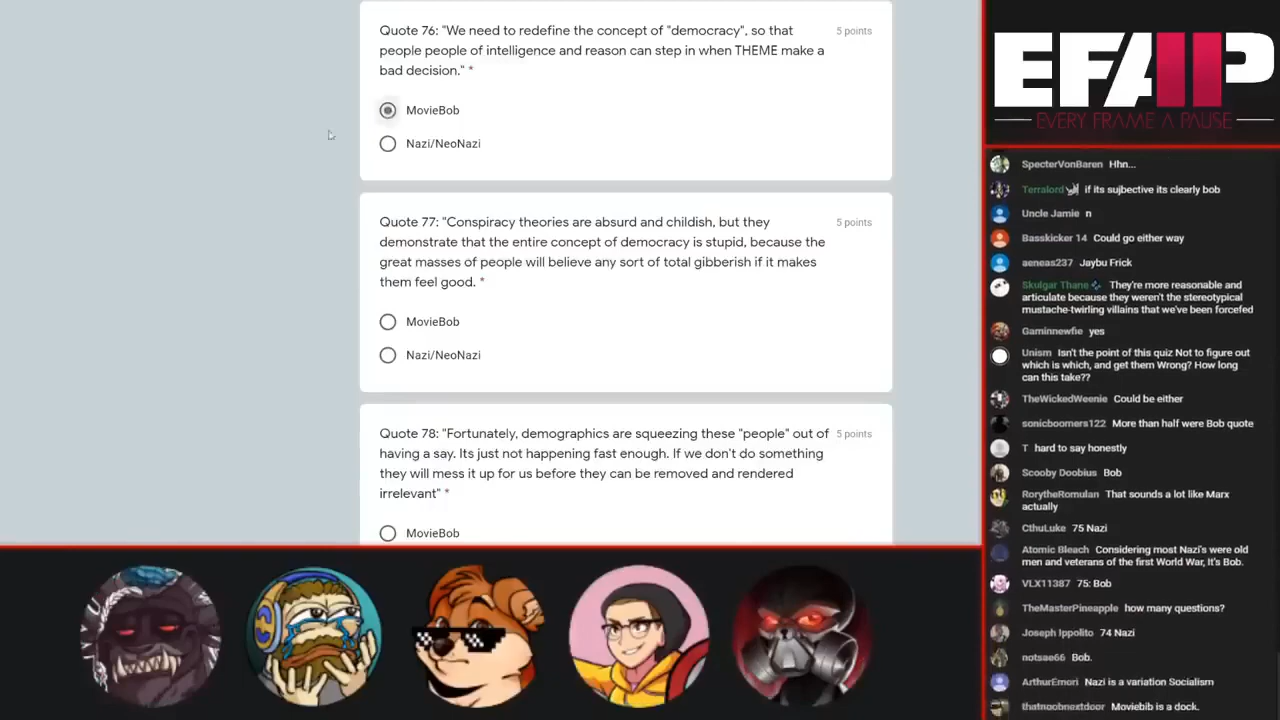 Quote 76: "We need to redefine the concept of "democracy", so that
people people of intelligence and reason can step in when THEME make a
bad decision." *
5 points
MovieBob
Nazi/NeoNazi
Quote 77: "Conspiracy theories are absurd and childish, but they
demonstrate that the entire concept of democracy is stupid, because the
great masses of people will believe any sort of total gibberish if it makes
them feel good. *
5 points
MovieBob
Nazi/NeoNazi
Quote 78: "Fortunately, demographics are squeezing these "people" out of
having a say. Its just not happening fast enough. If we don't do something
they will mess it up for us before they can be removed and rendered
irrelevant" *
5 points
MovieBob
EFAP
EVERY FRAME A PAUSE
SpecterVonBaren Hhn...
Terralord if its sujbective its clearly bob
Uncle Jamie n
Basskicker 14 Could go either way
aeneas237 Jaybu Frick
Skulgar Thane They're more reasonable and
articulate because they weren't the stereotypical
mustache-twirling villains that we've been forcefed
Gaminnewfie yes
Unism Isn't the point of this quiz Not to figure out
which is which, and get them Wrong? How long
can this take??
TheWickedWeenie Could be either
sonicboomers122 More than half were Bob quote
T hard to say honestly
Scooby Doobius Bob
RorytheRomulan That sounds a lot like Marx
actually
CthuLuke 75 Nazi
Atomic Bleach Considering most Nazi's were old
men and veterans of the first World War, It's Bob.
VLX11387 75: Bob
TheMasterPineapple how many questions?
Joseph Ippolito 74 Nazi
notsae66 Bob.
ArthurEmori Nazi is a variation Socialism
thatnoobnextdoor Moviebib is a dock.